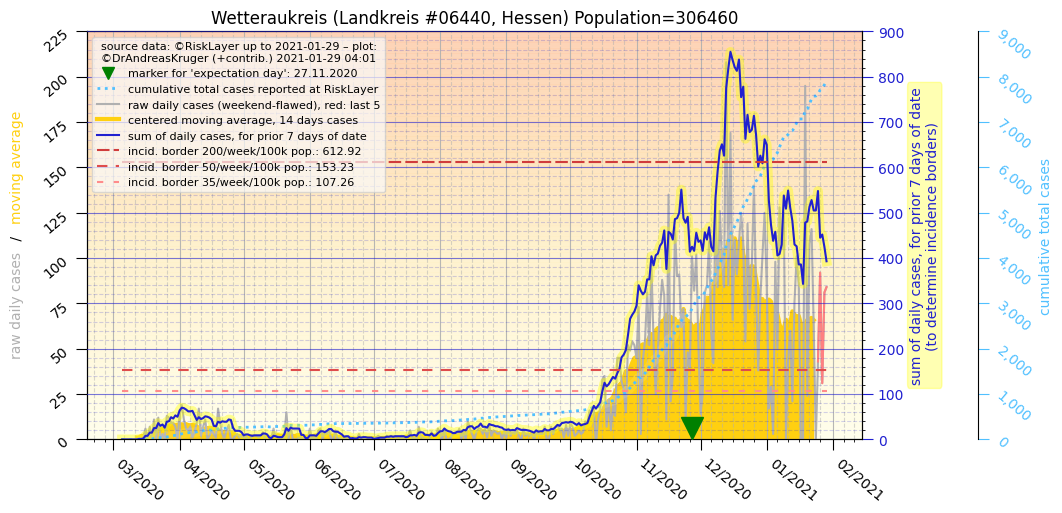 Wetteraukreis (Landkreis #06440, Hessen) Population=306460
source data: ©RiskLayer up to 2021-01-29 – plot:
©DrAndreasKruger (+contrib.) 2021-01-29 04:01
marker for 'expectation day': 27.11.2020
cumulative total cases reported at RiskLayer
raw daily cases (weekend-flawed), red: last 5
centered moving average, 14 days cases
sum of daily cases, for prior 7 days of date
incid. border 200/week/100k pop.: 612.92
incid. border 50/week/100k pop.: 153.23
incid. border 35/week/100k pop.: 107.26
raw daily cases / moving average
225
200
175
150
125
100
75
50
25
0
03/2020
04/2020
05/2020
06/2020
07/2020
08/2020
09/2020
10/2020
11/2020
12/2020
01/2021
02/2021
900
800
700
600
500
400
300
200
100
0
sum of daily cases, for prior 7 days of date
(to determine incidence borders)
9,000
8,000
7,000
6,000
5,000
4,000
3,000
2,000
1,000
0
cumulative total cases